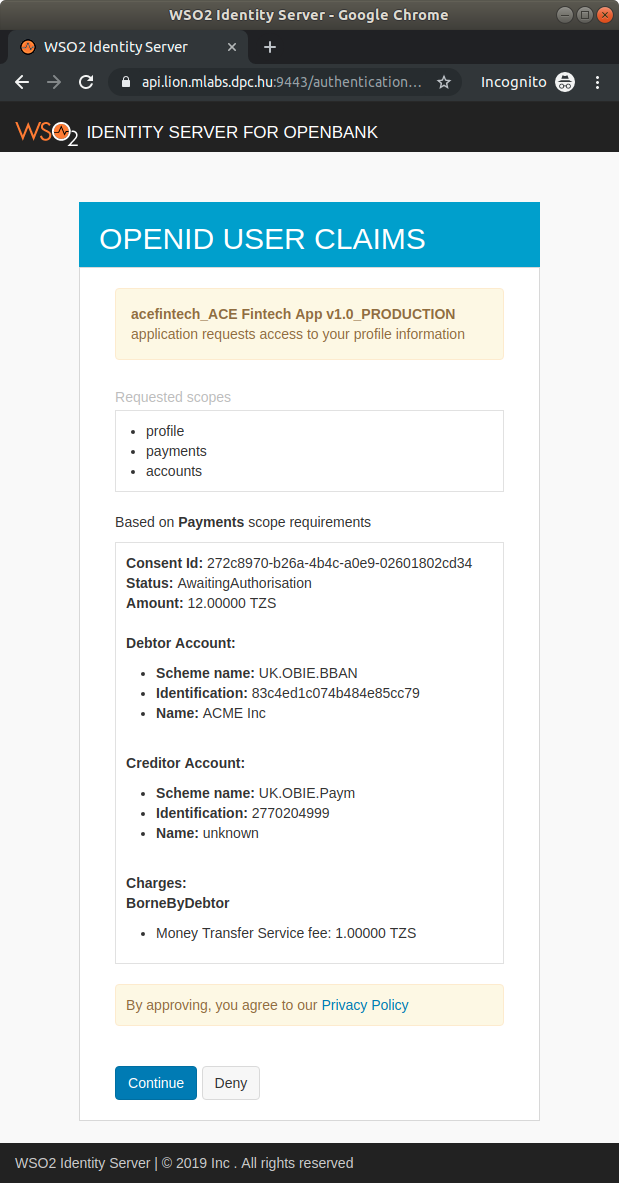 WSO2 Identity Server - Google Chrome
WSO2 Identity Server
api.lion.mlabs.dpc.hu:9443/authentication… Incognito
WSO2 IDENTITY SERVER FOR OPENBANK
OPENID USER CLAIMS
acefintech_ACE Fintech App v1.0_PRODUCTION
application requests access to your profile information
Requested scopes
profile
payments
accounts
Based on Payments scope requirements
Consent Id: 272c8970-b26a-4b4c-a0e9-02601802cd34
Status: AwaitingAuthorisation
Amount: 12.00000 TZS
Debtor Account:
Scheme name: UK.OBIE.BBAN
Identification: 83c4ed1c074b484e85cc79
Name: ACME Inc
Creditor Account:
Scheme name: UK.OBIE.Paym
Identification: 2770204999
Name: unknown
Charges:
BorneByDebtor
Money Transfer Service fee: 1.00000 TZS
By approving, you agree to our Privacy Policy
Continue Deny
WSO2 Identity Server | © 2019 Inc . All rights reserved